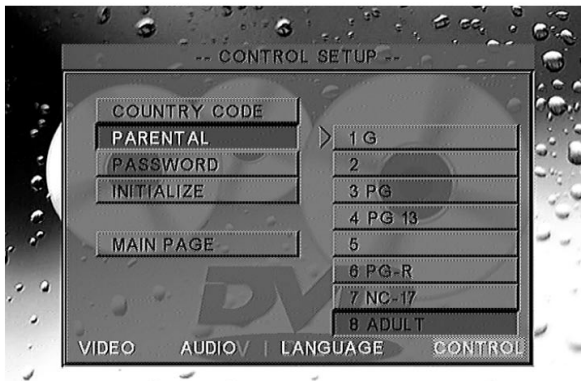 -- CONTROL SETUP --
COUNTRY CODE
PARENTAL
PASSWORD
INITIALIZE
MAIN PAGE
1 G
2
3 PG
4 PG 13
5
6 PG-R
7 NC-17
8 ADULT
VIDEO AUDIO LANGUAGE CONTROL